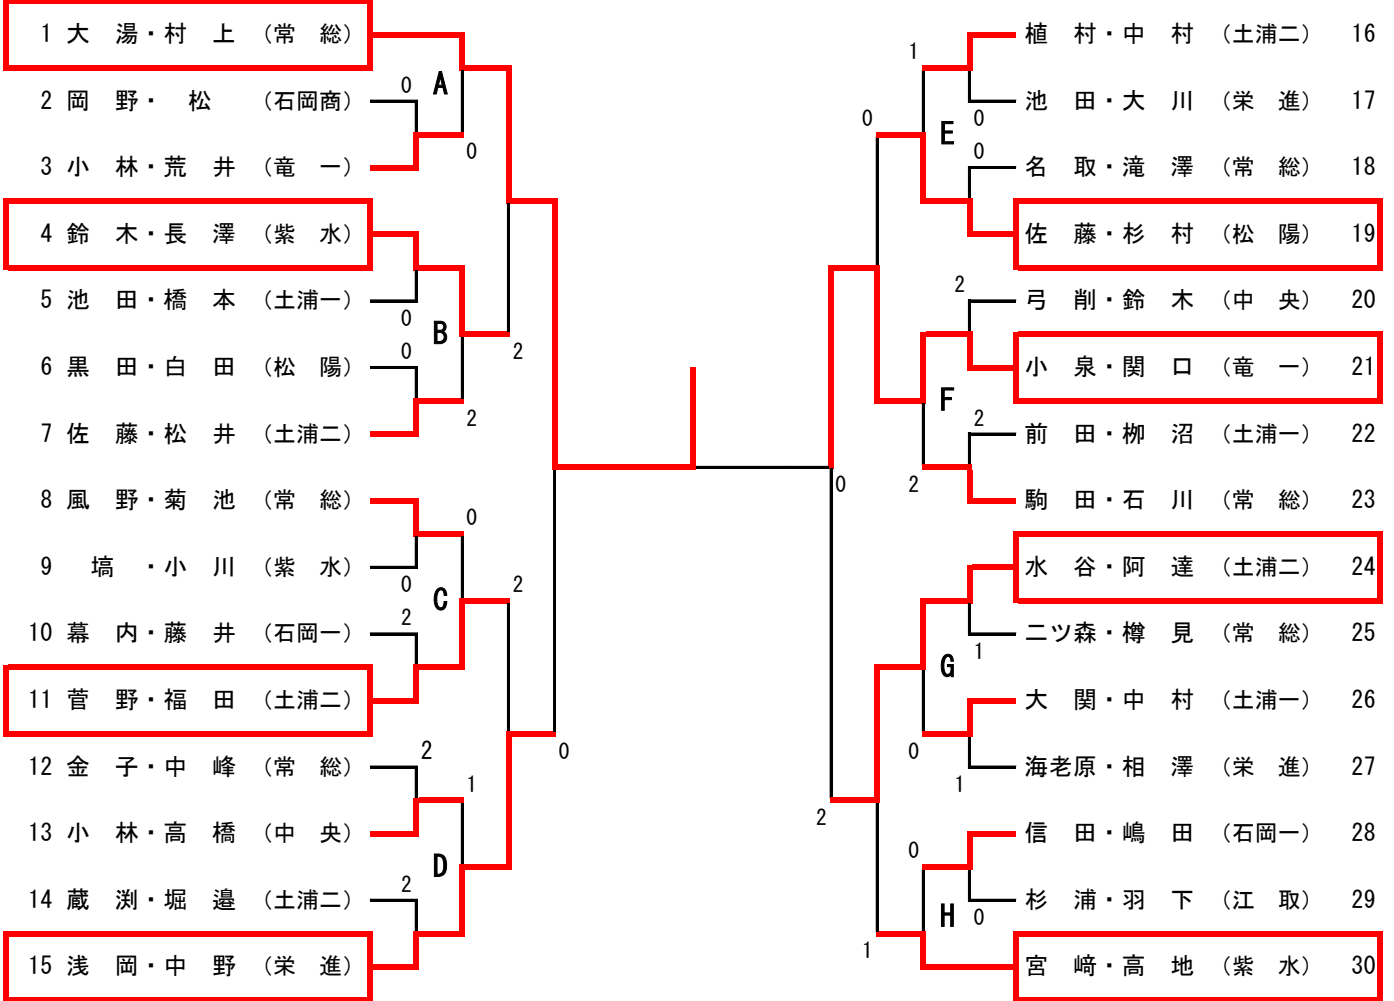 1 大 湯・村 上 （常 総）
2 岡 野・ 松 （石岡商）
3 小 林・荒 井 （竜 一）
4 鈴 木・長 澤 （紫 水）
5 池 田・橋 本 （土浦一）
6 黒 田・白 田 （松 陽）
7 佐 藤・松 井 （土浦二）
8 風 野・菊 池 （常 総）
9 塙 ・小 川 （紫 水）
10 幕 内・藤 井 （石岡一）
11 菅 野・福 田 （土浦二）
12 金 子・中 峰 （常 総）
13 小 林・高 橋 （中 央）
14 蔵 渕・堀 邉 （土浦二）
15 浅 岡・中 野 （栄 進）
0
A
0
0
B
0
2
2
0
0
C
2
2
2
1
D
2
0
植 村・中 村 （土浦二） 16
池 田・大 川 （栄 進） 17
名 取・滝 澤 （常 総） 18
佐 藤・杉 村 （松 陽） 19
弓 削・鈴 木 （中 央） 20
小 泉・関 口 （竜 一） 21
前 田・栁 沼 （土浦一） 22
駒 田・石 川 （常 総） 23
水 谷・阿 達 （土浦二） 24
二ツ森・樽 見 （常 総） 25
大 関・中 村 （土浦一） 26
海老原・相 澤 （栄 進） 27
信 田・嶋 田 （石岡一） 28
杉 浦・羽 下 （江 取） 29
宮 﨑・高 地 （紫 水） 30
1
0
0
E
0
2
F
2
2
0
1
G
0
1
2
0
H
0
1